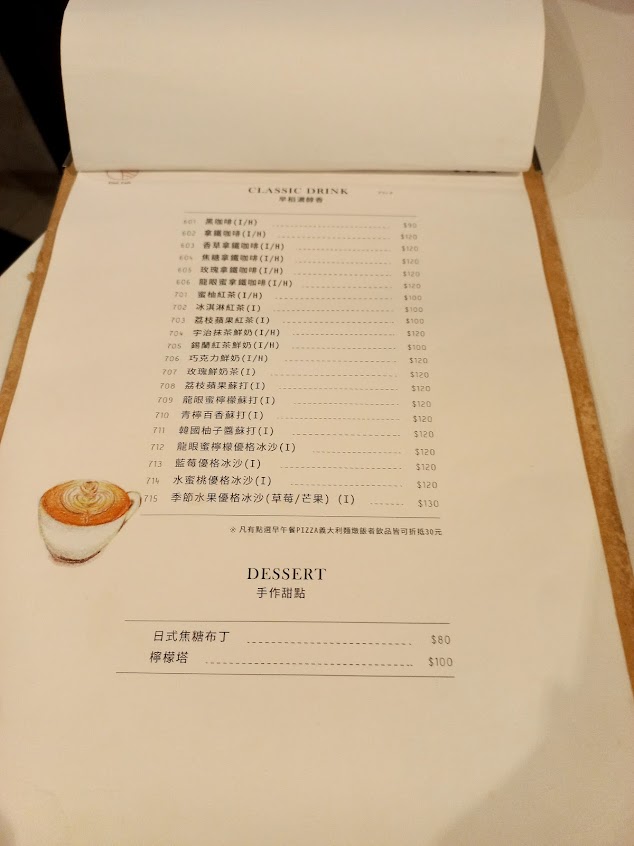 CLASSIC DRINK
601 黑咖啡(I/H) $90
602 拿鐵咖啡(I/H) $120
603 香草拿鐵咖啡(I/H) $120
604 焦糖拿鐵咖啡(I/H) $120
605 玫瑰拿鐵咖啡(I/H) $120
606 龍眼蜜拿鐵咖啡(I/H) $120
701 蜜柚紅茶(I/H) $100
702 冰淇淋紅茶(I) $100
703 荔枝蘋果紅茶(I) $100
704 宇治抹茶鮮奶(I/H) $120
705 錫蘭紅茶鮮奶(I/H) $100
706 巧克力鮮奶(I/H) $120
707 玫瑰鮮奶茶(I) $120
708 荔枝蘋果蘇打(I) $120
709 龍眼蜜檸檬蘇打(I) $120
710 青檸百香蘇打(I) $120
711 韓國柚子醬蘇打(I) $120
712 龍眼蜜檸檬優格冰沙(I) $120
713 藍莓優格冰沙(I) $120
714 水蜜桃優格冰沙(I) $120
715 季節水果優格冰沙(草莓/芒果) (I) $130
※ 凡有點選早午餐PIZZA義大利麵燉飯者飲品皆可折抵30元
DESSERT
手作甜點
日式焦糖布丁 $80
檸檬塔 $100